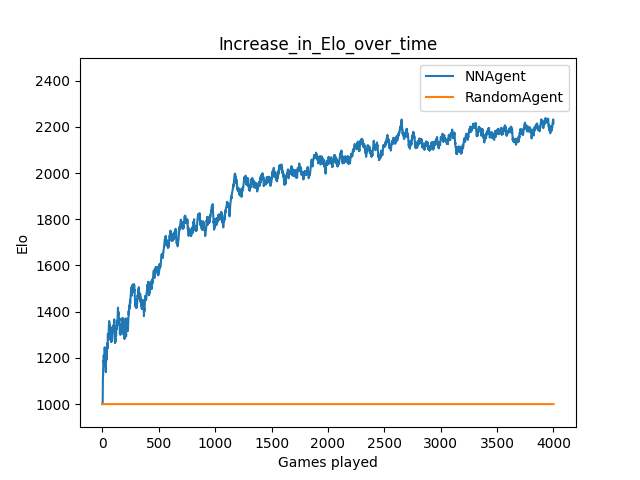 Increase_in_Elo_over_time
NNAgent
RandomAgent
2400
2200
2000
1800
1600
1400
1200
1000
Elo
0 500 1000 1500 2000 2500 3000 3500 4000
Games played